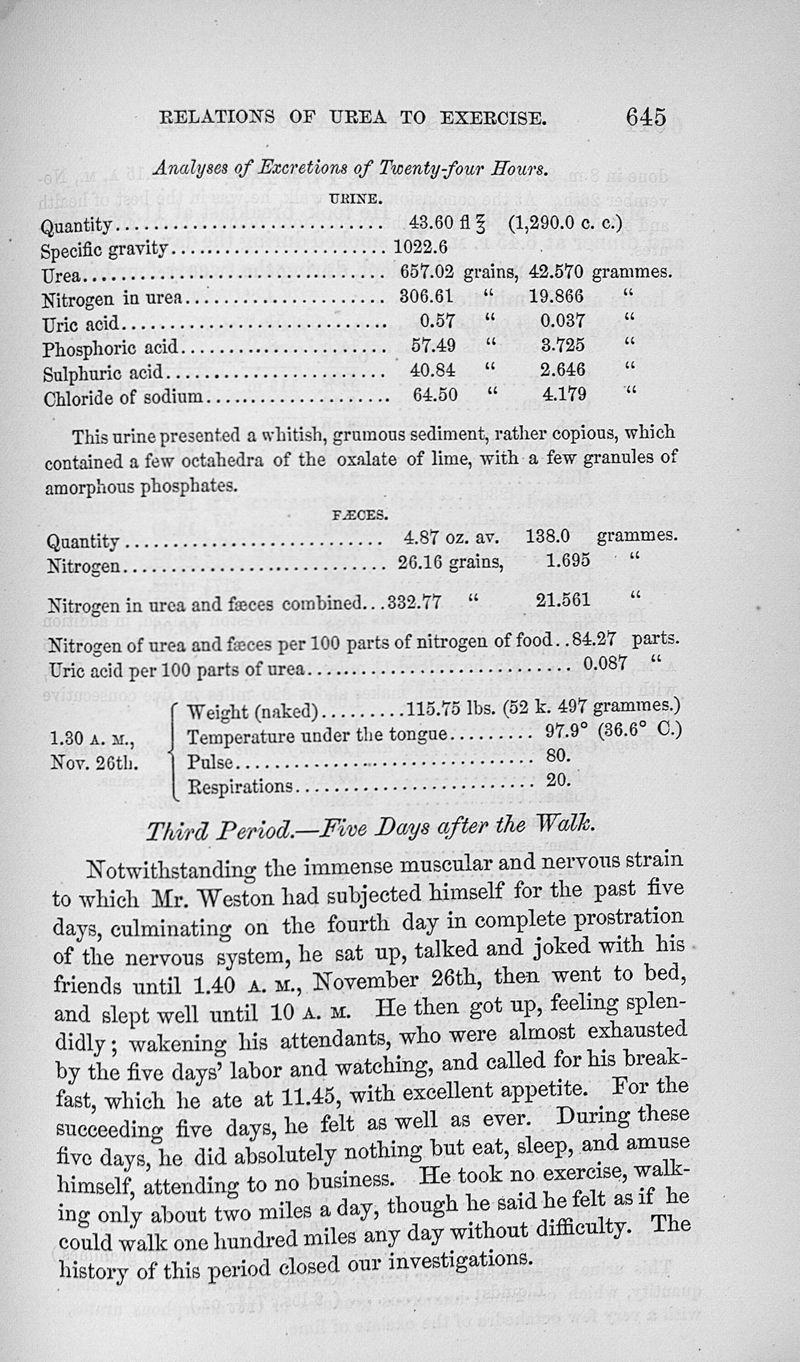 RELATIONS OF UREA TO EXERCISE. 645
Analyses of Excretions of Twenty-four Hours.
URINE.
Quantity............................ 43.60 fl ℥ (1,290.0 c. c.)
Specific gravity....................... 1022.6
Urea................................ 657.02 grains, 42.570 grammes.
Nitrogen in urea..................... 306.61 “ 19.866 “
Uric acid............................ 0.57 “ 0.037 “
Phosphoric acid...................... 57.49 “ 3.725 “
Sulphuric acid....................... 40.84 “ 2.646 “
Chloride of sodium................... 64.50 “ 4.179 “
This urine presented a whitish, grumous sediment, rather copious, which
contained a few octahedra of the oxalate of lime, with a few granules of
amorphous phosphates.
FÆCES.
Quantity........................... 4.87 oz. av. 138.0 grammes.
Nitrogen............................ 26.16 grains, 1.695 “
Nitrogen in urea and fæces combined...332.77 “ 21.561 “
Nitrogen of urea and fæces per 100 parts of nitrogen of food..84.27 parts.
Uric acid per 100 parts of urea............................ 0.087 “
1.30 A. M., Nov. 26th.
Weight (naked).........115.75 lbs. (52 k. 497 grammes.)
Temperature under the tongue......... 97.9° (36.6° C.)
Pulse............................... 80.
Respirations......................... 20.
Third Period.—Five Days after the Walk.
Notwithstanding the immense muscular and nervous strain
to which Mr. Weston had subjected himself for the past five
days, culminating on the fourth day in complete prostration
of the nervous system, he sat up, talked and joked with his
friends until 1.40 A. M., November 26th, then went to bed,
and slept well until 10 A. M. He then got up, feeling splen-
didly; wakening his attendants, who were almost exhausted
by the five days’ labor and watching, and called for his break-
fast, which he ate at 11.45, with excellent appetite. For the
succeeding five days, he felt as well as ever. During these
five days, he did absolutely nothing but eat, sleep, and amuse
himself, attending to no business. He took no exercise, walk-
ing only about two miles a day, though he said he felt as if he
could walk one hundred miles any day without difficulty. The
history of this period closed our investigations.